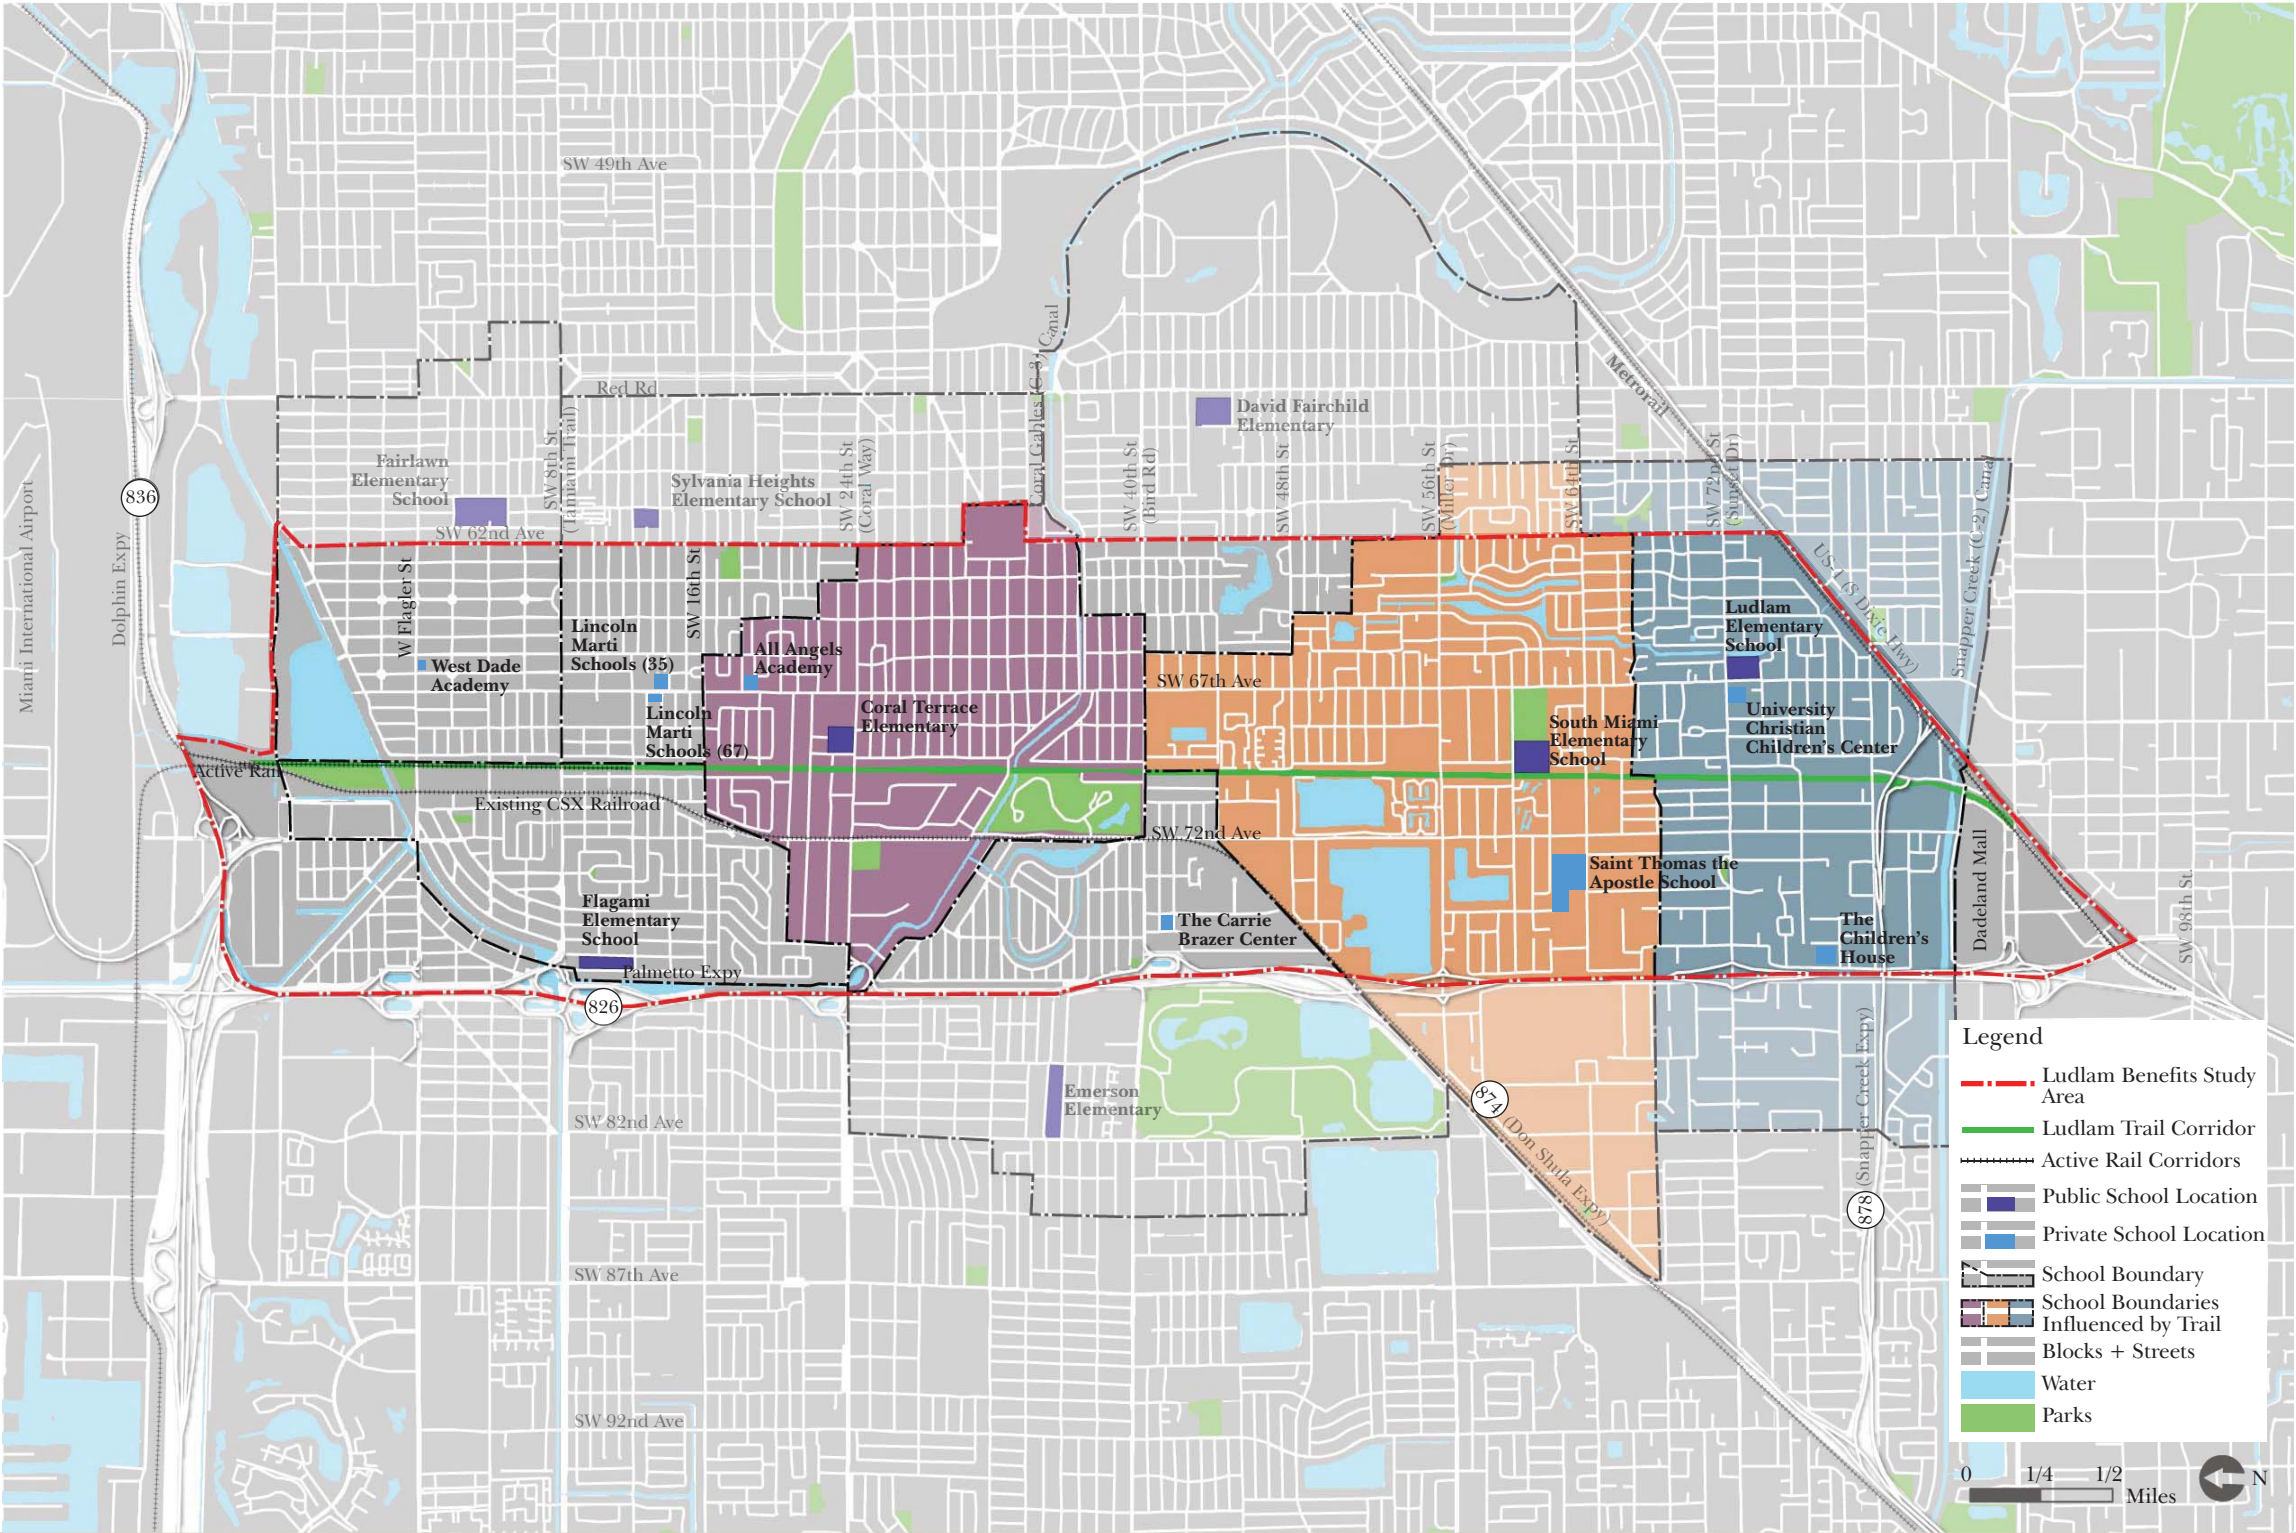 SW 49th Ave
Red Rd
Coral Gables (C-3) Canal
Metrorail
David Fairchild
Elementary
Fairlawn
Elementary
School
SW 8th St
(Tamiami Trail)
Sylvania Heights
Elementary School
SW 24th St
(Coral Way)
SW 40th St
(Bird Rd)
SW 48th St
SW 56th St
(Miller Dr)
SW 64th St
SW 72nd St
(Sunset Dr)
Snapper Creek (C-2) Canal
836
Miami International Airport
Dolphin Expy
SW 62nd Ave
W Flagler St
SW 16th St
US-1 (S Dixie Hwy)
Lincoln
Marti
Schools (35)
West Dade
Academy
All Angels
Academy
Ludlam
Elementary
School
SW 67th Ave
Lincoln
Marti
Schools (67)
Coral Terrace
Elementary
South Miami
Elementary
School
University
Christian
Children's Center
Active Rail
Existing CSX Railroad
SW 72nd Ave
Saint Thomas the
Apostle School
Dadeland Mall
SW 98th St.
Flagami
Elementary
School
The Carrie
Brazer Center
The
Children's
House
Palmetto Expy
826
Emerson
Elementary
874
(Don Shula Expy)
878
(Snapper Creek Expy)
SW 82nd Ave
SW 87th Ave
SW 92nd Ave
Legend
Ludlam Benefits Study
Area
Ludlam Trail Corridor
Active Rail Corridors
Public School Location
Private School Location
School Boundary
School Boundaries
Influenced by Trail
Blocks + Streets
Water
Parks
0 1/4 1/2
Miles
N